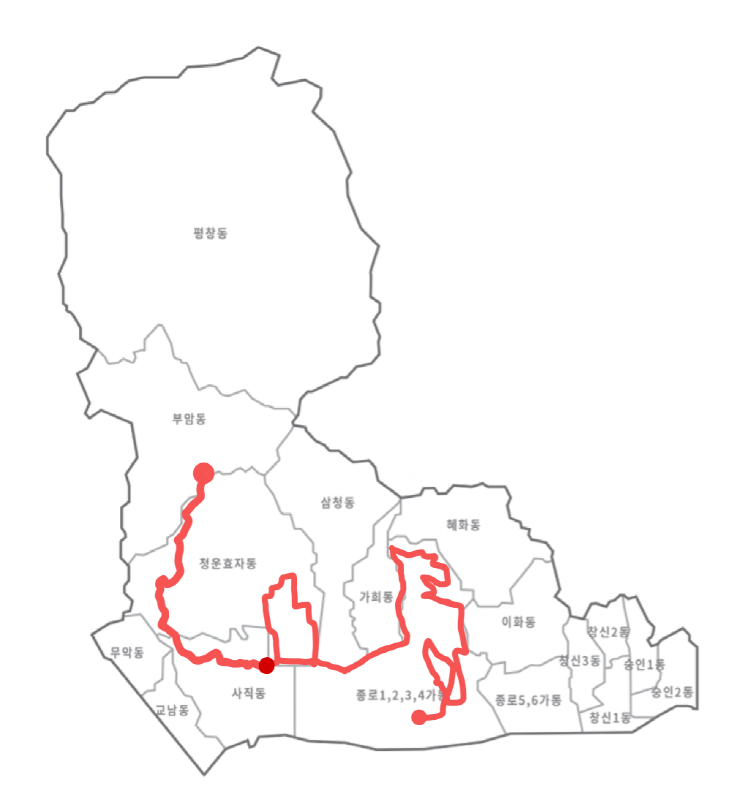 평창동
부암동
삼청동
혜화동
청운효자동
가회동
이화동
창신2동
무악동
창신3동
숭인1동
사직동
종로1,2,3,4가동
종로5,6가동
숭인2동
교남동
창신1동